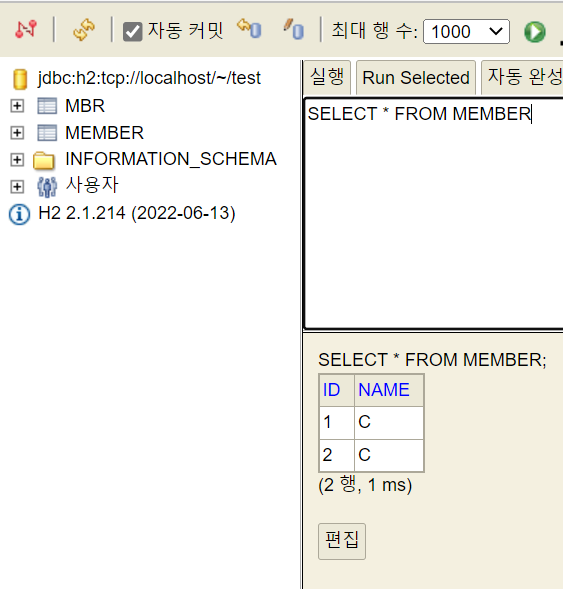 자동 커밋 최대 행 수: 1000
jdbc:h2:tcp://localhost/~/test
MBR
MEMBER
INFORMATION_SCHEMA
사용자
H2 2.1.214 (2022-06-13)
실행 Run Selected 자동 완성
SELECT * FROM MEMBER
SELECT * FROM MEMBER;
ID NAME
1 C
2 C
(2 행, 1 ms)
편집